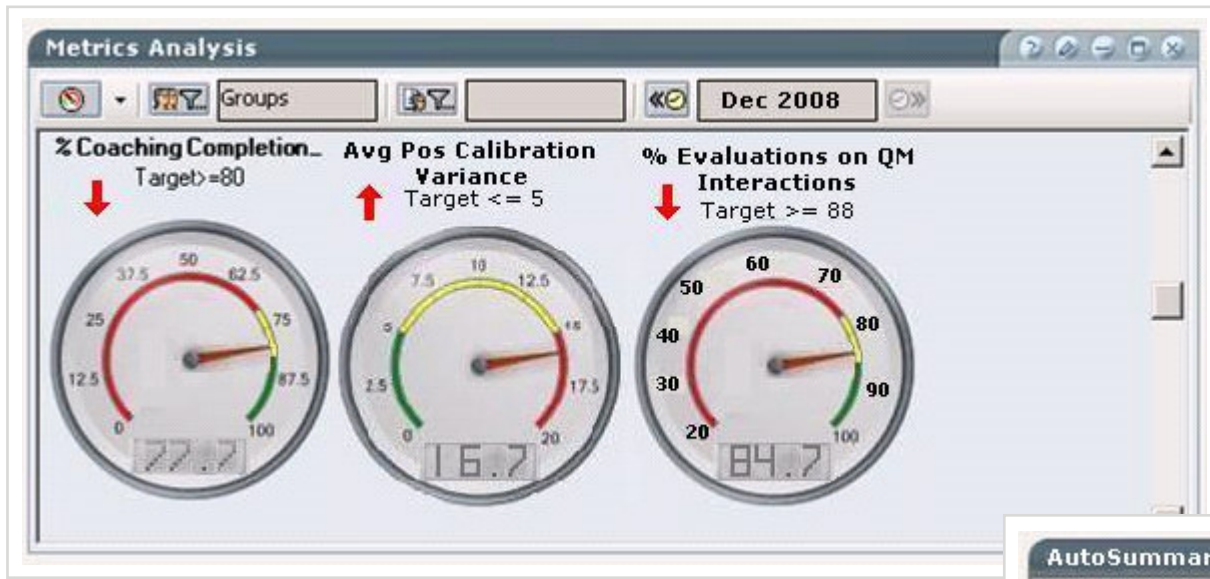 Metrics Analysis
Groups
Dec 2008
% Coaching Completion_
Target>=80
Avg Pos Calibration
Variance
Target <= 5
% Evaluations on QM
Interactions
Target >= 88
0
12.5
25
37.5
50
62.5
75
87.5
100
77.7
0
2.5
5
7.5
10
12.5
15
17.5
20
16.7
20
30
40
50
60
70
80
90
100
84.7
AutoSummar